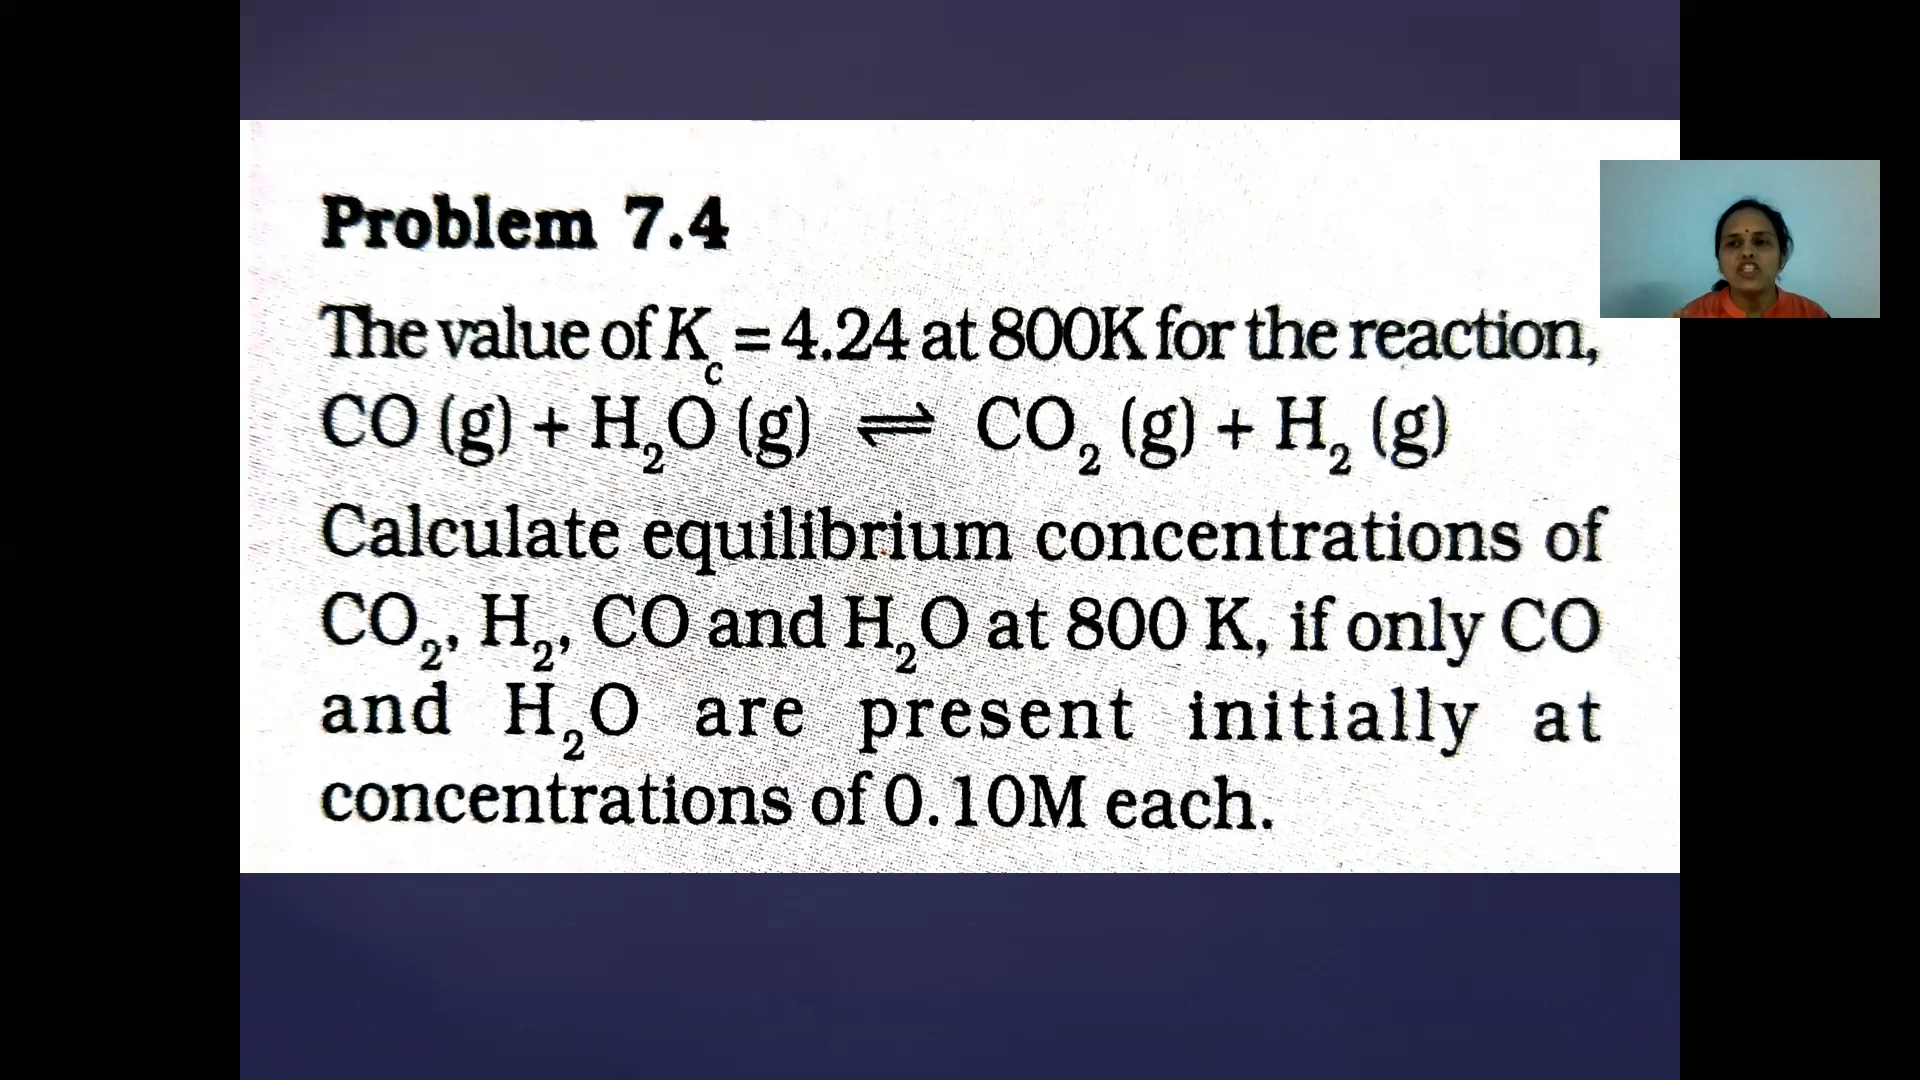 Problem 7.4
The value of K_c = 4.24 at 800K for the reaction,
CO (g) + H₂O (g) ⇌ CO₂ (g) + H₂ (g)
Calculate equilibrium concentrations of
CO₂, H₂, CO and H₂O at 800 K, if only CO
and H₂O are present initially at
concentrations of 0.10M each.